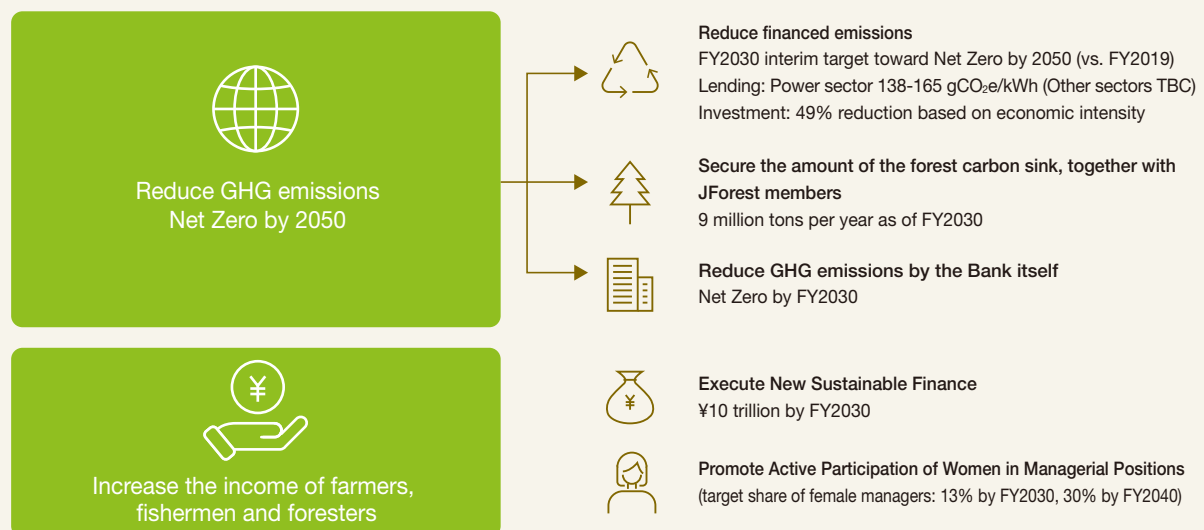 Reduce GHG emissions
Net Zero by 2050
Reduce financed emissions
FY2030 interim target toward Net Zero by 2050 (vs. FY2019)
Lending: Power sector 138-165 gCO₂e/kWh (Other sectors TBC)
Investment: 49% reduction based on economic intensity
Secure the amount of the forest carbon sink, together with
JForest members
9 million tons per year as of FY2030
Reduce GHG emissions by the Bank itself
Net Zero by FY2030
¥
Increase the income of farmers,
fishermen and foresters
¥
Execute New Sustainable Finance
¥10 trillion by FY2030
Promote Active Participation of Women in Managerial Positions
(target share of female managers: 13% by FY2030, 30% by FY2040)